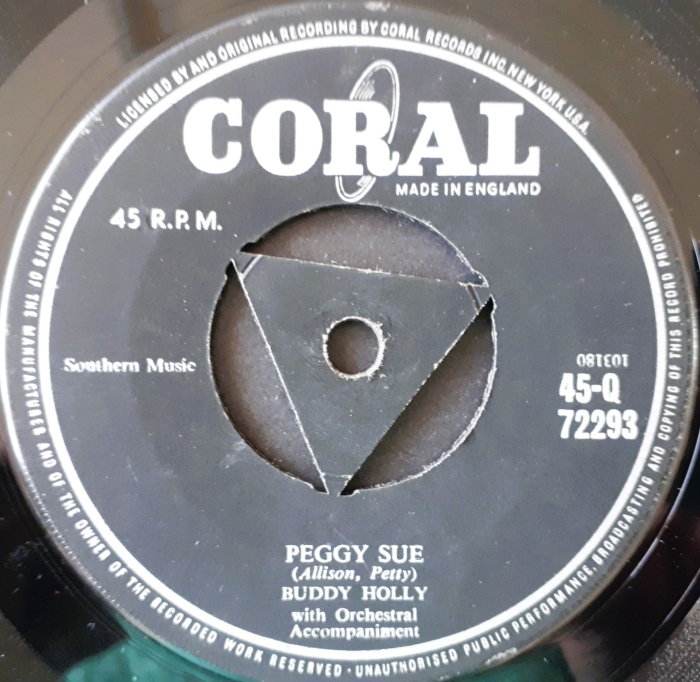 LICENSED BY AND ORIGINAL RECORDING BY CORAL RECORDS INC. NEW YORK U.S.A.
CORAL
MADE IN ENGLAND
45 R.P.M.
Southern Music
103180
45-Q
72293
PEGGY SUE
(Allison, Petty)
BUDDY HOLLY
with Orchestral
Accompaniment
ALL RIGHTS OF THE MANUFACTURERS AND OF THE OWNER OF THE RECORDED WORK RESERVED · UNAUTHORISED PUBLIC PERFORMANCE, BROADCASTING AND COPYING OF THIS RECORD PROHIBITED